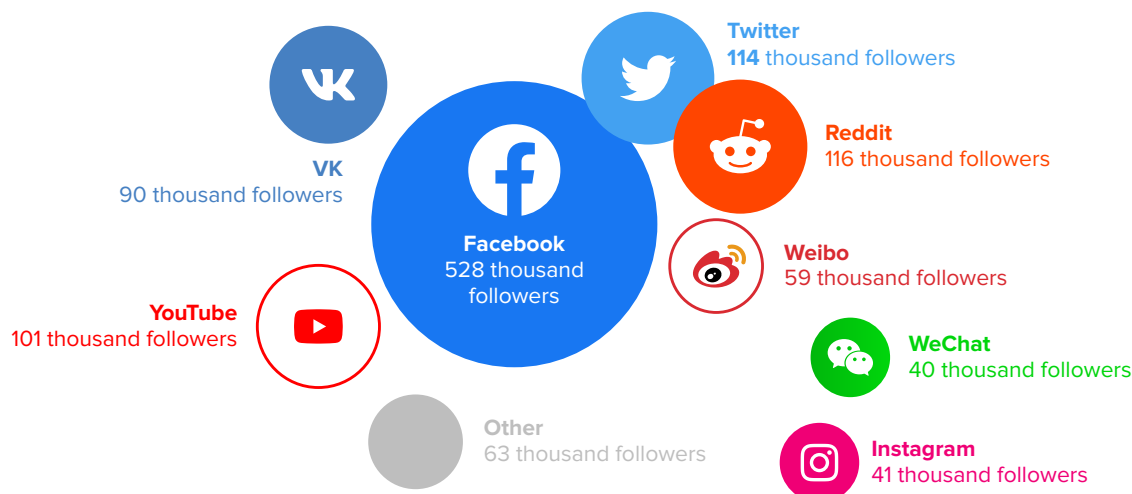 Twitter
114 thousand followers
Reddit
116 thousand followers
VK
90 thousand followers
Facebook
528 thousand
followers
Weibo
59 thousand followers
YouTube
101 thousand followers
WeChat
40 thousand followers
Other
63 thousand followers
Instagram
41 thousand followers